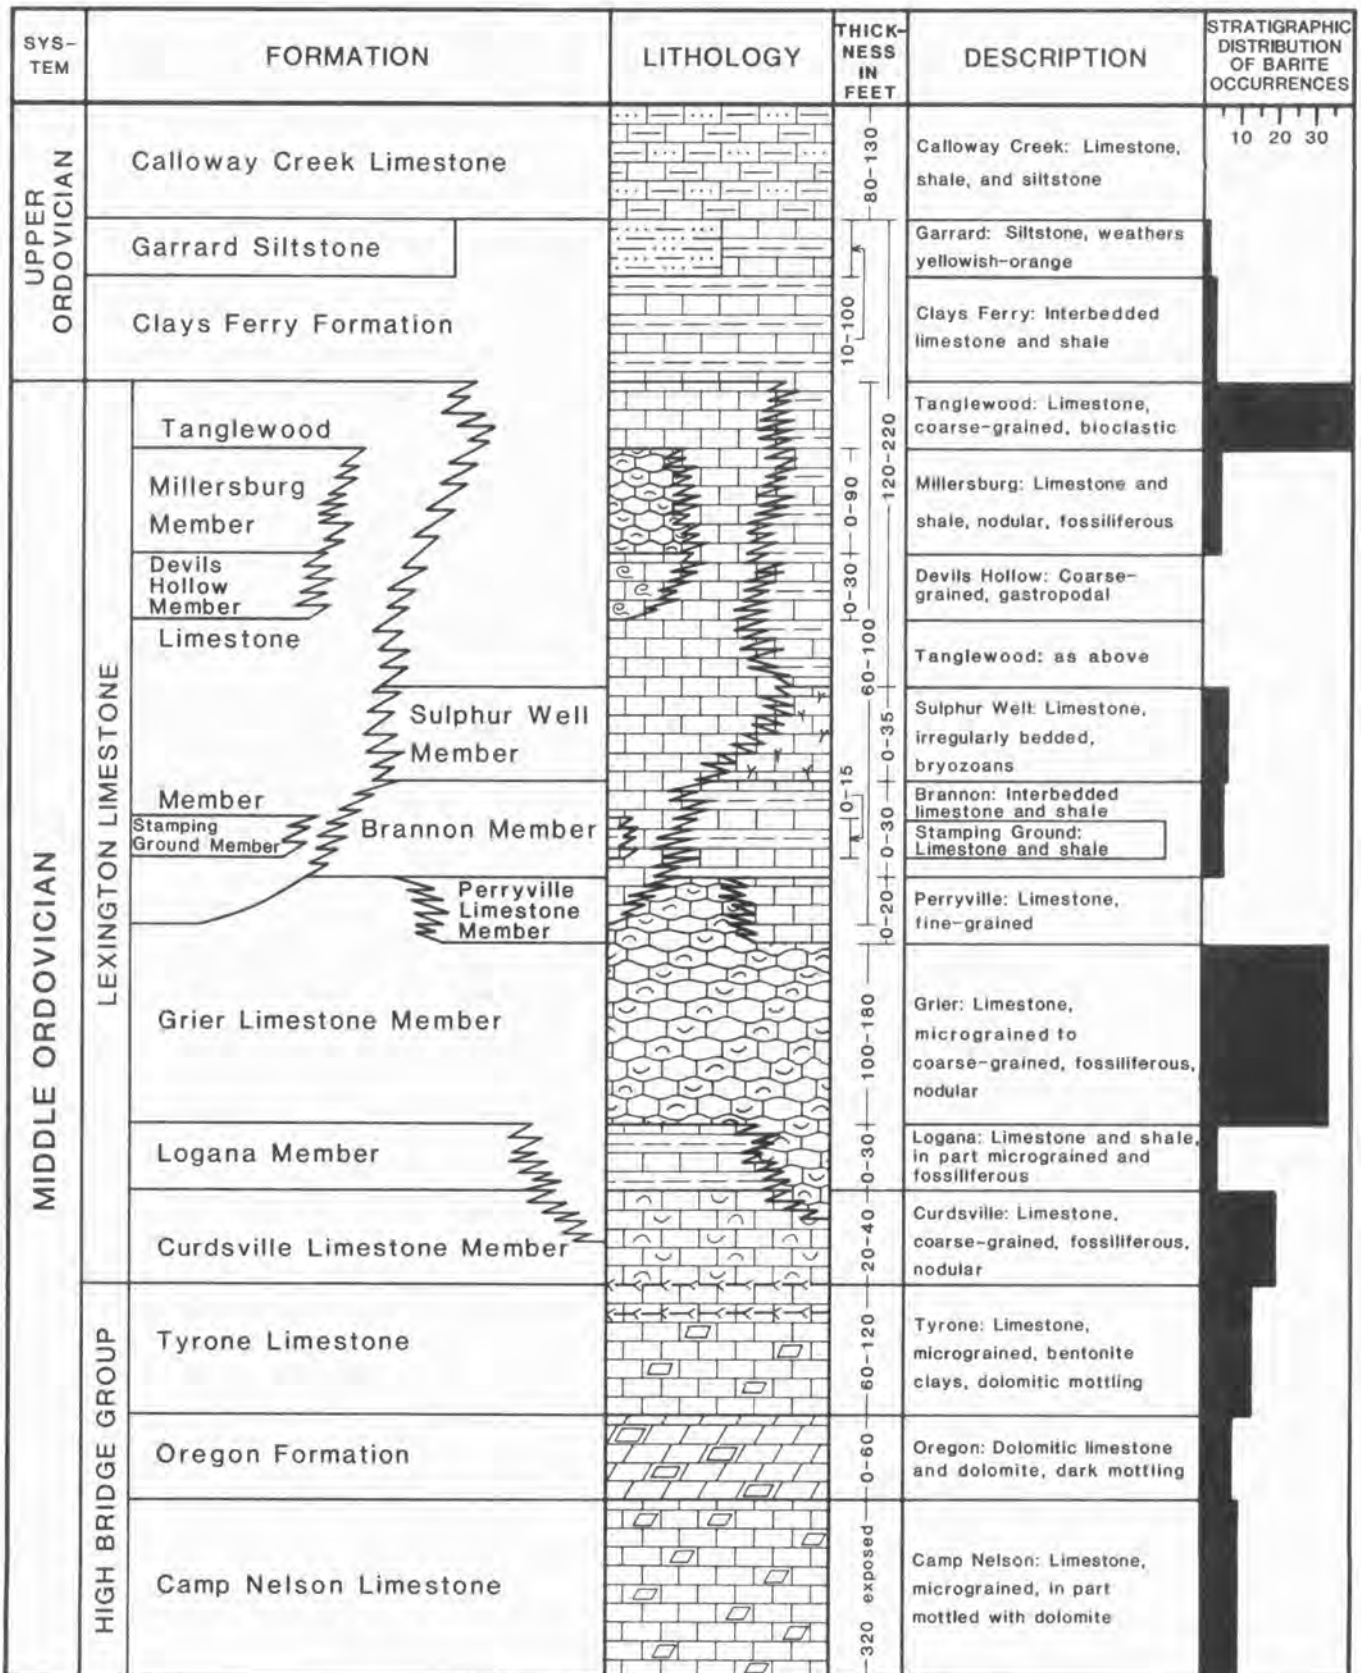 SYS-
TEM
FORMATION
LITHOLOGY
THICK-
NESS
IN
FEET
DESCRIPTION
STRATIGRAPHIC
DISTRIBUTION
OF BARITE
OCCURRENCES
10 20 30
UPPER
ORDOVICIAN
MIDDLE ORDOVICIAN
LEXINGTON LIMESTONE
HIGH BRIDGE GROUP
Calloway Creek Limestone
Garrard Siltstone
Clays Ferry Formation
Tanglewood
Millersburg
Member
Devils
Hollow
Member
Limestone
Sulphur Well
Member
Member
Stamping
Ground Member
Brannon Member
Perryville
Limestone
Member
Grier Limestone Member
Logana Member
Curdsville Limestone Member
Tyrone Limestone
Oregon Formation
Camp Nelson Limestone
80-130
10-100
120-220
0-90
0-30
60-100
0-35
0-15
0-30
0-20
100-180
0-30
20-40
60-120
0-60
320 exposed
Calloway Creek: Limestone,
shale, and siltstone
Garrard: Siltstone, weathers
yellowish-orange
Clays Ferry: Interbedded
limestone and shale
Tanglewood: Limestone,
coarse-grained, bioclastic
Millersburg: Limestone and
shale, nodular, fossiliferous
Devils Hollow: Coarse-
grained, gastropodal
Tanglewood: as above
Sulphur Well: Limestone,
irregularly bedded,
bryozoans
Brannon: Interbedded
limestone and shale
Stamping Ground:
Limestone and shale
Perryville: Limestone,
fine-grained
Grier: Limestone,
micrograined to
coarse-grained, fossiliferous,
nodular
Logana: Limestone and shale,
in part micrograined and
fossiliferous
Curdsville: Limestone,
coarse-grained, fossiliferous,
nodular
Tyrone: Limestone,
micrograined, bentonite
clays, dolomitic mottling
Oregon: Dolomitic limestone
and dolomite, dark mottling
Camp Nelson: Limestone,
micrograined, in part
mottled with dolomite